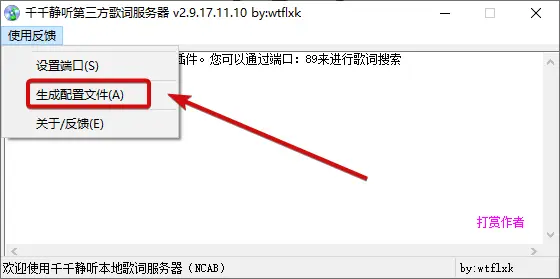 千千静听第三方歌词服务器 v2.9.17.11.10 by:wtflxk
使用反馈
插件。您可以通过端口：89来进行歌词搜索
设置端口(S)
生成配置文件(A)
关于/反馈(E)
打赏作者
欢迎使用千千静听本地歌词服务器（NCAB）
by:wtflxk